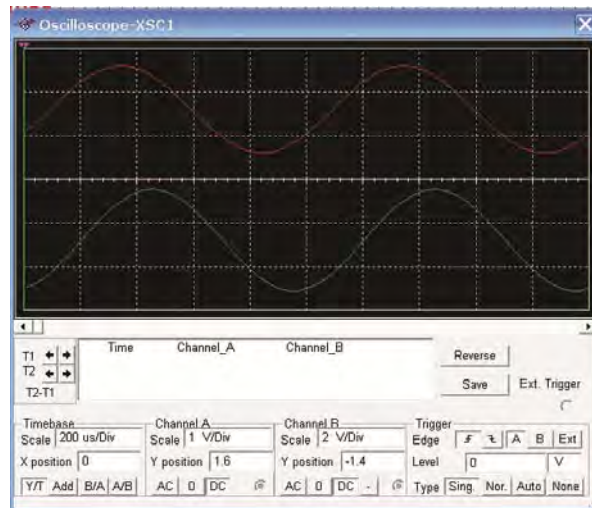 Oscilloscope-XSC1
Time Channel_A Channel_B
T1
T2
T2-T1
Reverse
Save
Ext. Trigger
Timebase
Scale 200 us/Div
X position 0
Y/T Add B/A A/B
Channel A
Scale 1 V/Div
Y position 1.6
AC 0 DC
Channel B
Scale 2 V/Div
Y position -1.4
AC 0 DC -
Trigger
Edge A B Ext
Level 0 V
Type Sing. Nor. Auto None